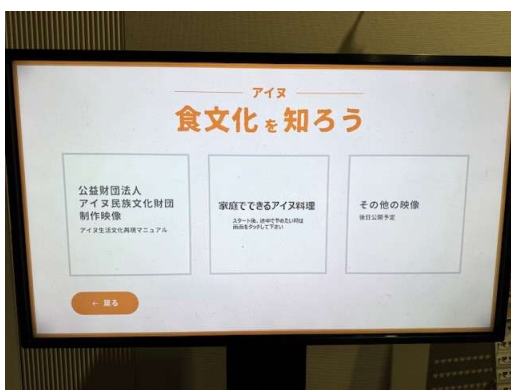 アイヌ
食文化を知ろう
公益財団法人
アイヌ民族文化財団
制作映像
アイヌ生活文化再現マニュアル
家庭でできるアイヌ料理
スタート後、途中でやめたい時は
画面をタッチして下さい
その他の映像
後日公開予定
← 戻る